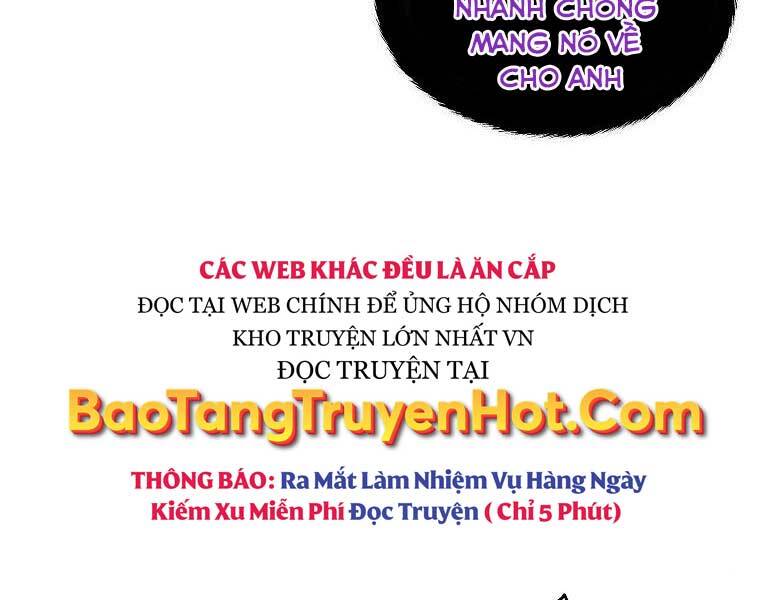 NHANH CHÓNG
MANG NÓ VỀ
CHO ANH
CÁC WEB KHÁC ĐỀU LÀ ĂN CẮP
ĐỌC TẠI WEB CHÍNH ĐỂ ỦNG HỘ NHÓM DỊCH
KHO TRUYỆN LỚN NHẤT VN
ĐỌC TRUYỆN TẠI
BaoTangTruyenHot.Com
THÔNG BÁO: Ra Mắt Làm Nhiệm Vụ Hàng Ngày
Kiếm Xu Miễn Phí Đọc Truyện ( Chỉ 5 Phút)